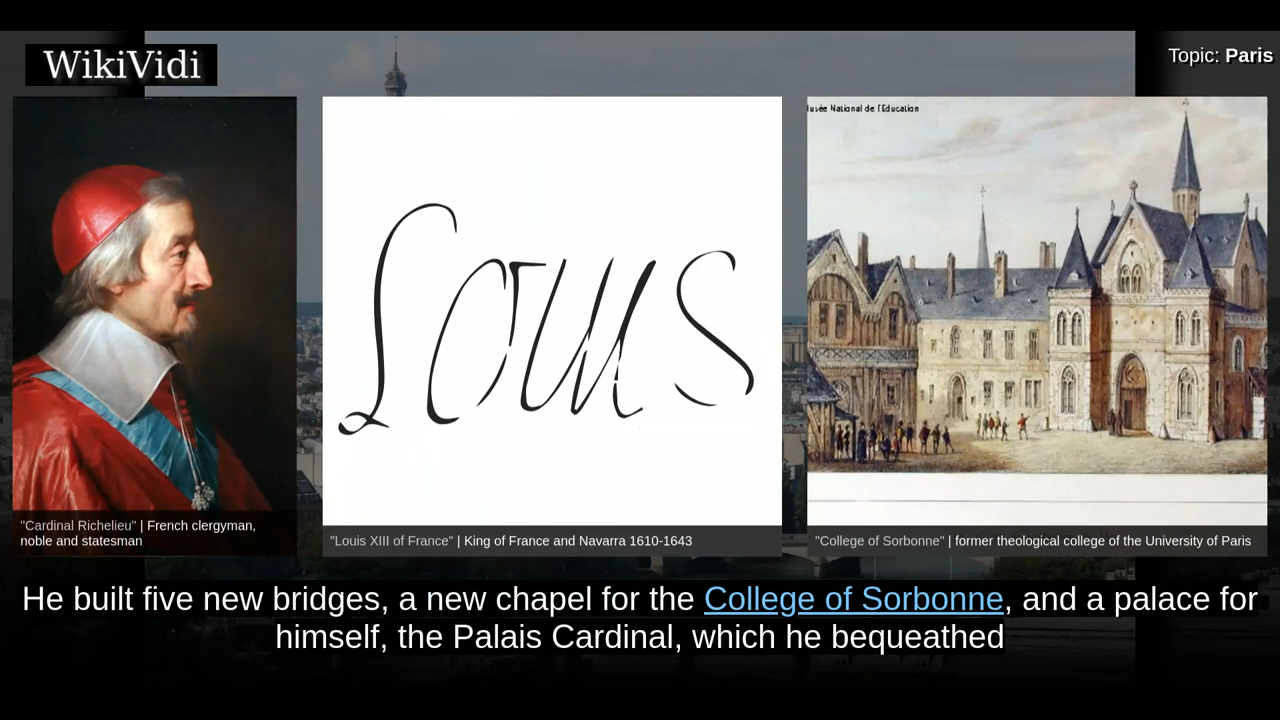 WikiVidi
Topic: Paris
usée National de l'Education
Louis
"Cardinal Richelieu" | French clergyman,
noble and statesman
"Louis XIII of France" | King of France and Navarra 1610-1643
"College of Sorbonne" | former theological college of the University of Paris
He built five new bridges, a new chapel for the College of Sorbonne, and a palace for
himself, the Palais Cardinal, which he bequeathed